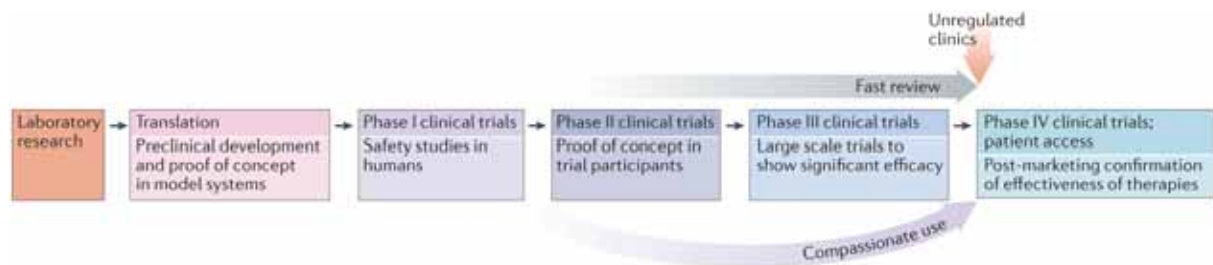 Unregulated
clinics
Fast review
Laboratory
research
Translation
Preclinical development
and proof of concept
in model systems
Phase I clinical trials
Safety studies in
humans
Phase II clinical trials
Proof of concept in
trial participants
Phase III clinical trials
Large scale trials to
show significant efficacy
Phase IV clinical trials;
patient access
Post-marketing confirmation
of effectiveness of therapies
Compassionate use